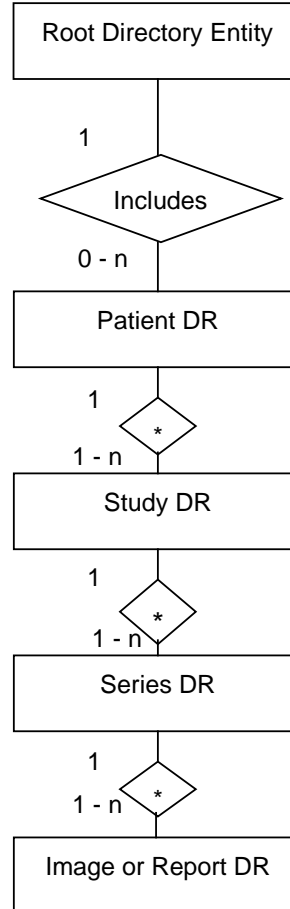 Root Directory Entity
1
Includes
0 - n
Patient DR
1
*
1 - n
Study DR
1
*
1 - n
Series DR
1
*
1 - n
Image or Report DR